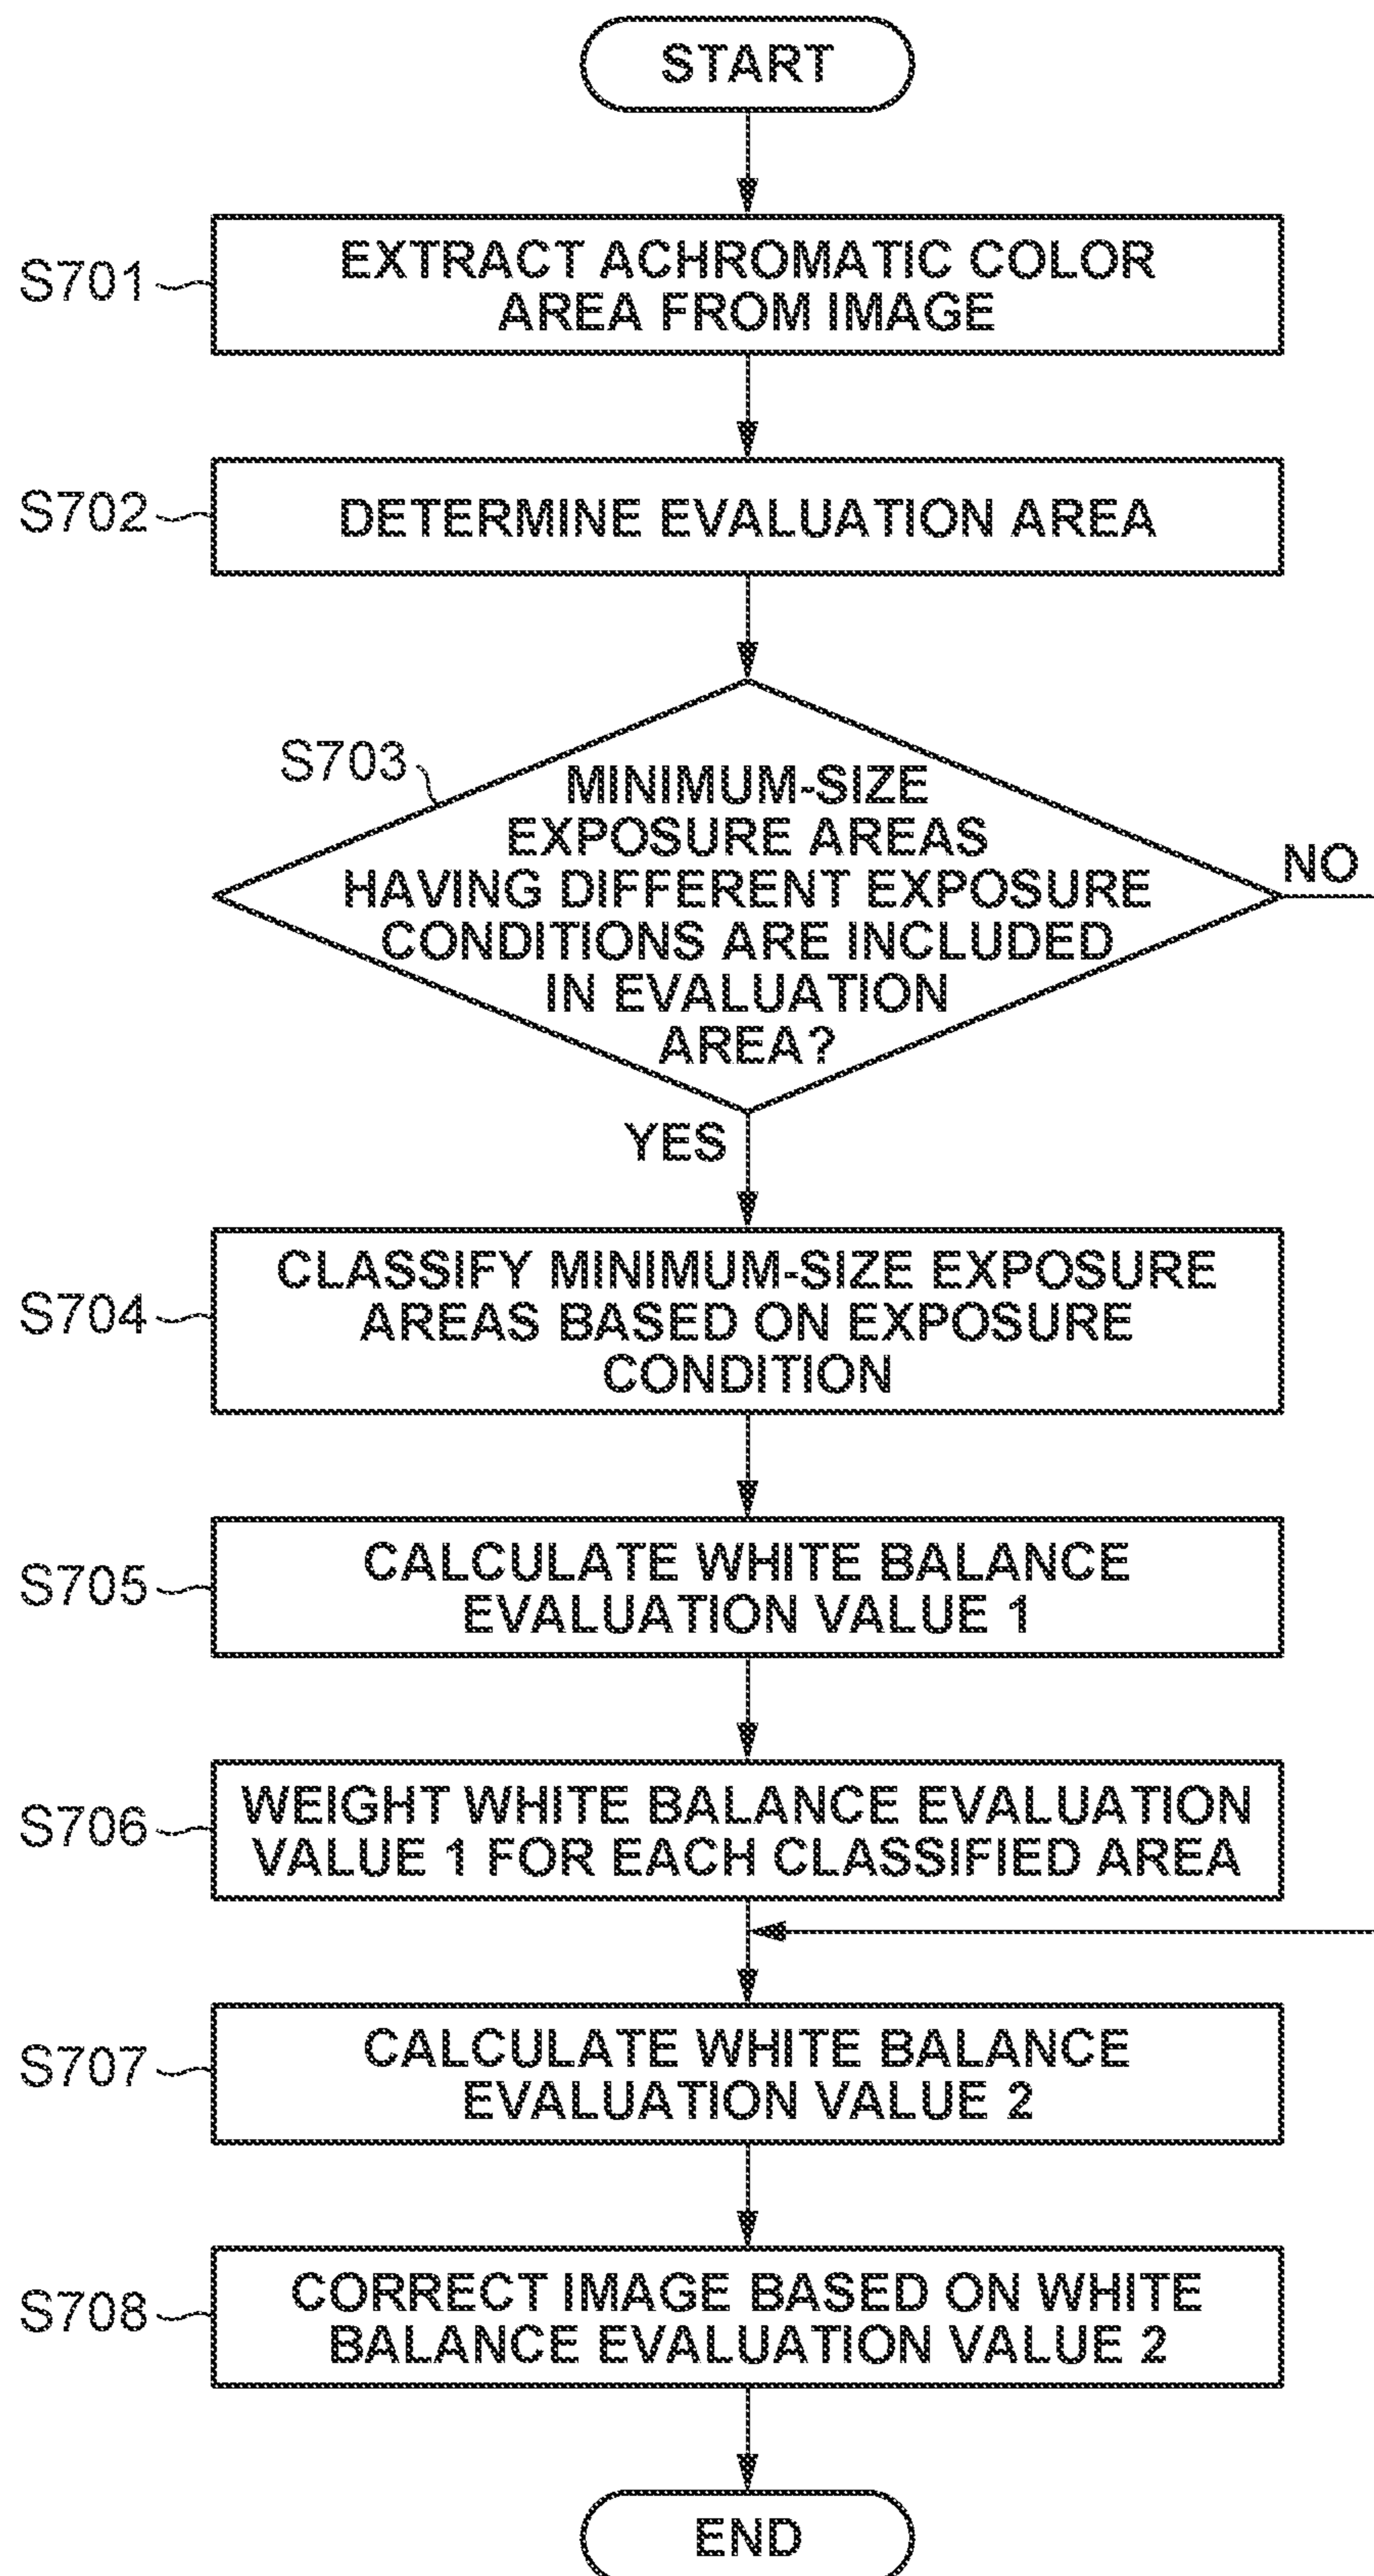 START
S701
EXTRACT ACHROMATIC COLOR
AREA FROM IMAGE
S702
DETERMINE EVALUATION AREA
S703
MINIMUM-SIZE
EXPOSURE AREAS
HAVING DIFFERENT EXPOSURE
CONDITIONS ARE INCLUDED
IN EVALUATION
AREA?
NO
YES
S704
CLASSIFY MINIMUM-SIZE EXPOSURE
AREAS BASED ON EXPOSURE
CONDITION
S705
CALCULATE WHITE BALANCE
EVALUATION VALUE 1
S706
WEIGHT WHITE BALANCE EVALUATION
VALUE 1 FOR EACH CLASSIFIED AREA
S707
CALCULATE WHITE BALANCE
EVALUATION VALUE 2
S708
CORRECT IMAGE BASED ON WHITE
BALANCE EVALUATION VALUE 2
END